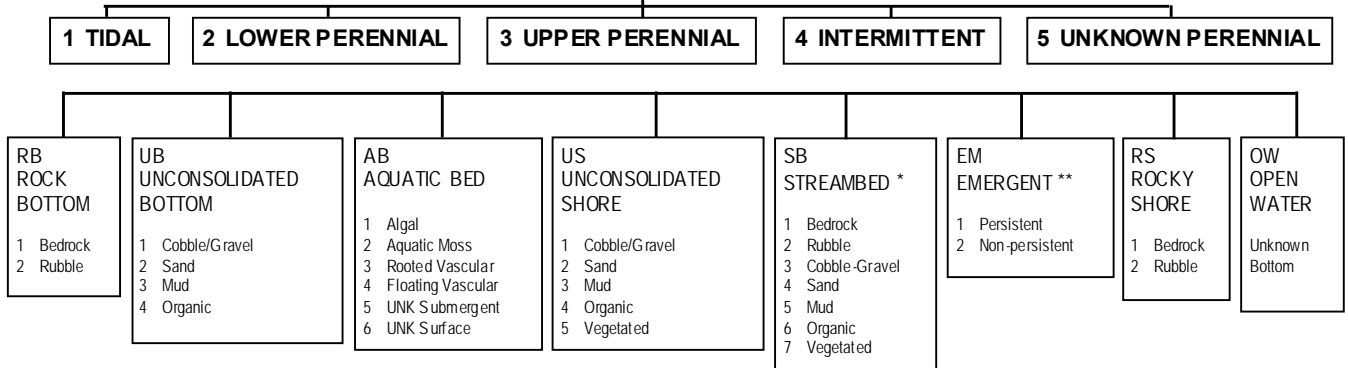 1 TIDAL
2 LOWER PERENNIAL
3 UPPER PERENNIAL
4 INTERMITTENT
5 UNKNOWN PERENNIAL
RB
ROCK
BOTTOM
1 Bedrock
2 Rubble
UB
UNCONSOLIDATED
BOTTOM
1 Cobble/Gravel
2 Sand
3 Mud
4 Organic
AB
AQUATIC BED
1 Algal
2 Aquatic Moss
3 Rooted Vascular
4 Floating Vascular
5 UNK Submergent
6 UNK Surface
US
UNCONSOLIDATED
SHORE
1 Cobble/Gravel
2 Sand
3 Mud
4 Organic
5 Vegetated
SB
STREAMBED *
1 Bedrock
2 Rubble
3 Cobble-Gravel
4 Sand
5 Mud
6 Organic
7 Vegetated
EM
EMERGENT **
1 Persistent
2 Non-persistent
RS
ROCKY
SHORE
1 Bedrock
2 Rubble
OW
OPEN
WATER
Unknown
Bottom